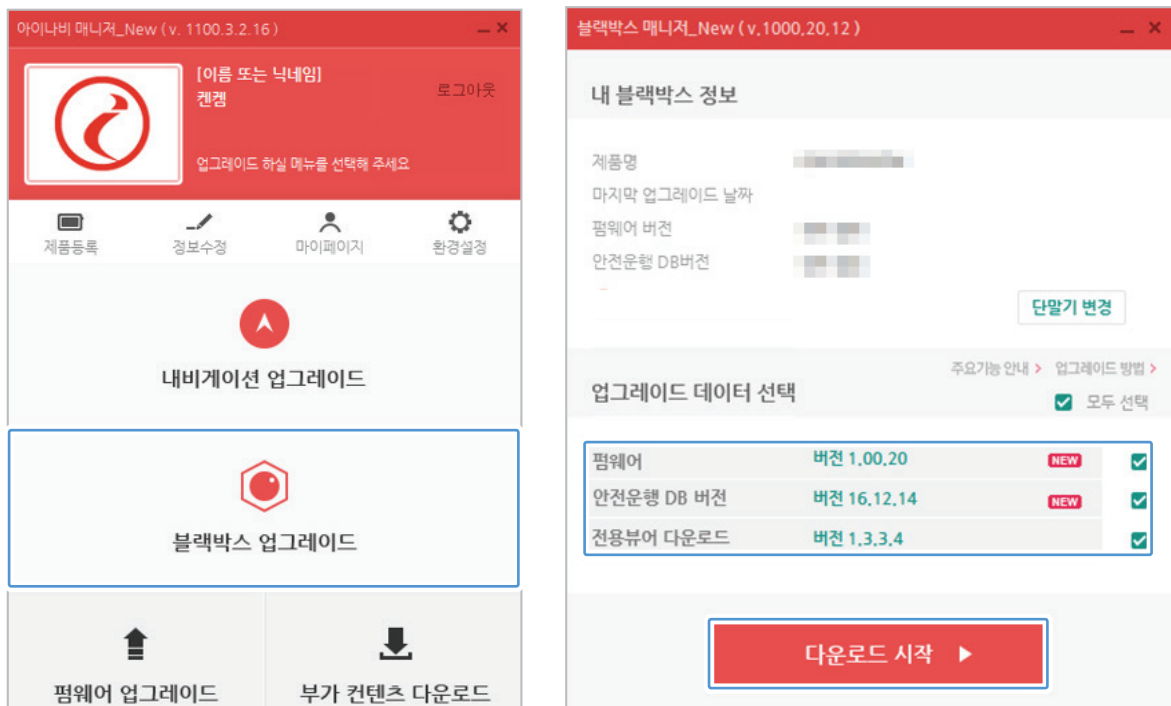 아이나비 매니저_New ( v. 1100.3.2.16 )
[이름 또는 닉네임]
켄켐
로그아웃
업그레이드 하실 메뉴를 선택해 주세요
제품등록
정보수정
마이페이지
환경설정
내비게이션 업그레이드
블랙박스 업그레이드
펌웨어 업그레이드
부가 컨텐츠 다운로드
블랙박스 매니저_New ( v.1000.20.12 )
내 블랙박스 정보
제품명
마지막 업그레이드 날짜
펌웨어 버전
안전운행 DB버전
단말기 변경
주요기능 안내 > 업그레이드 방법 >
업그레이드 데이터 선택
모두 선택
펌웨어 버전 1.00.20 NEW
안전운행 DB 버전 버전 16.12.14 NEW
전용뷰어 다운로드 버전 1.3.3.4
다운로드 시작